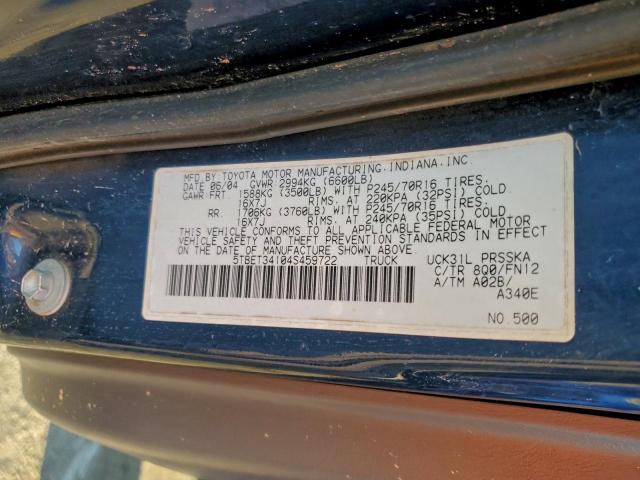 MFD.BY:TOYOTA MOTOR MANUFACTURING,INDIANA,INC.
DATE 06/04 GVWR 2994KG (6600LB)
GAWR FRT. 1588KG (3500LB) WITH P245/70R16 TIRES.
16X7J RIMS. AT 220KPA (32PSI) COLD
RR. 1706KG (3760LB) WITH P245/70R16 TIRES.
16X7J RIMS. AT 240KPA (35PSI) COLD
THIS VEHICLE CONFORMS TO ALL APPLICABLE FEDERAL MOTOR
VEHICLE SAFETY AND THEFT PREVENTION STANDARDS IN EFFECT
ON THE DATE OF MANUFACTURE SHOWN ABOVE.
5TBET34104S459722 TRUCK UCK31L PRSSKA
C/TR 8Q0/FN12
A/TM A02B/
A340E
NO.500